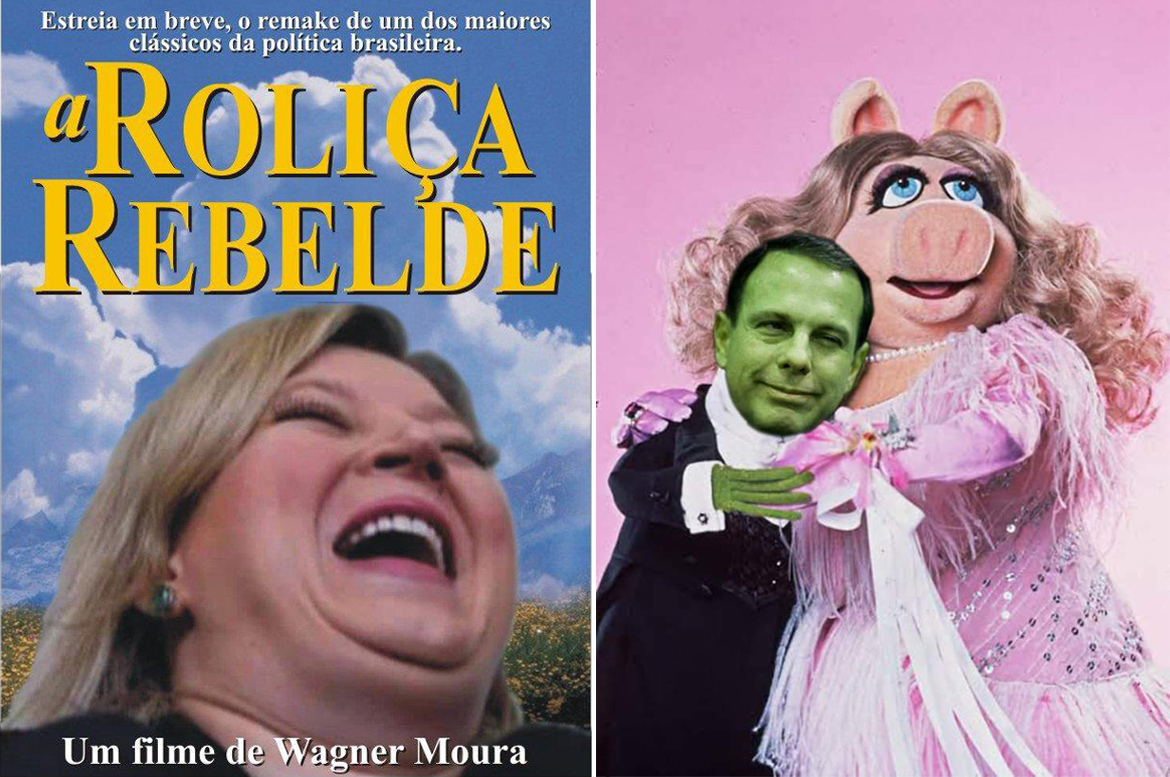 Estreia em breve, o remake de um dos maiores
clássicos da política brasileira.
a ROLIÇA
REBELDE
Um filme de Wagner Moura